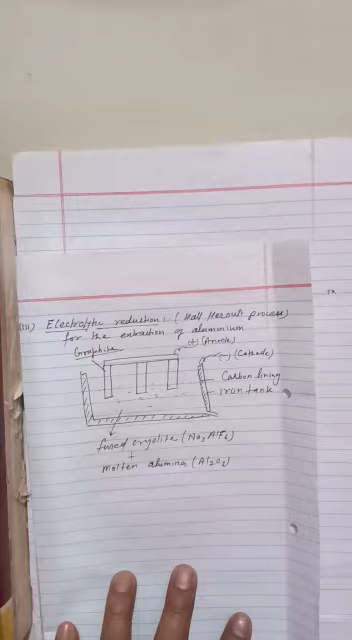 (iii) Electrolytic reduction: (Hall Heroult process)
for the extraction of aluminium
Graphite
(+) (Anode)
(-) (Cathode)
Carbon lining
iron tank
fused cryolite (Na3AlF6)
+
Molten alumina (Al2O3)